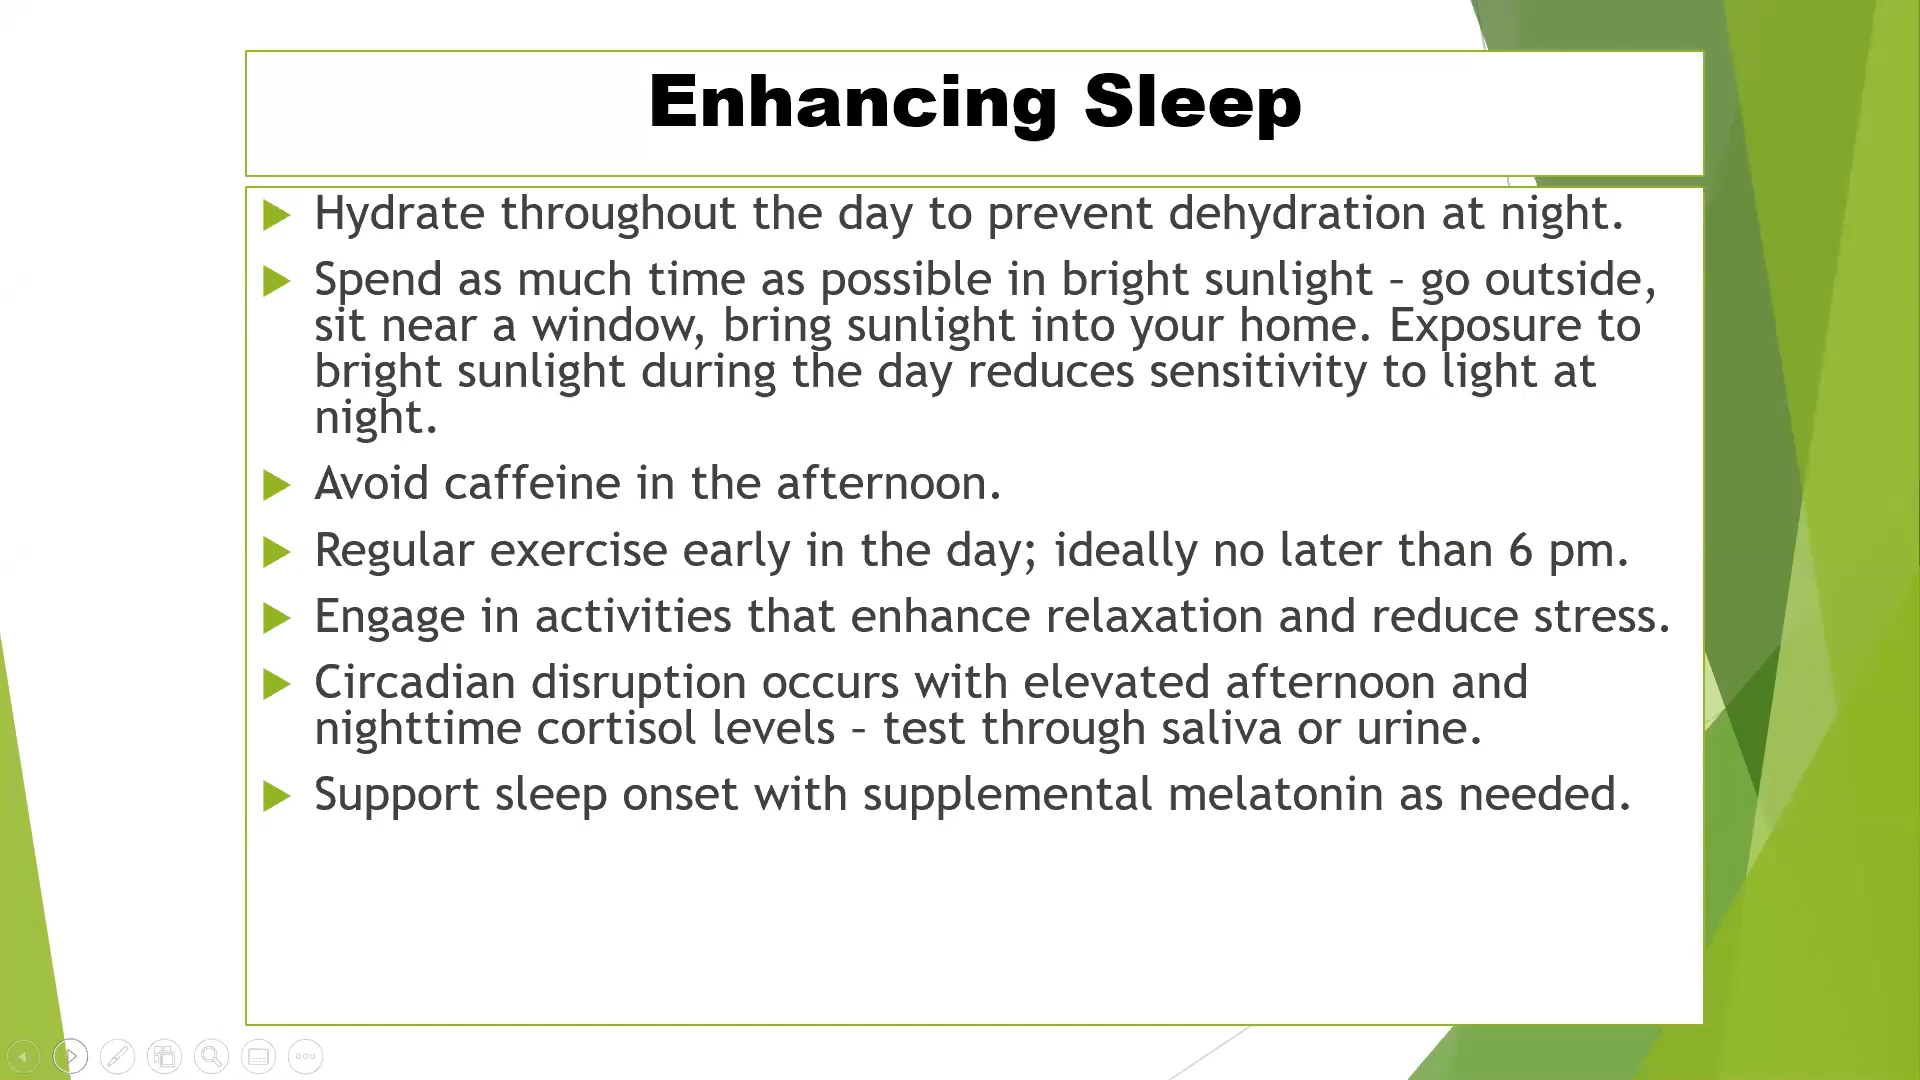 Enhancing Sleep
Hydrate throughout the day to prevent dehydration at night.
Spend as much time as possible in bright sunlight – go outside,
sit near a window, bring sunlight into your home. Exposure to
bright sunlight during the day reduces sensitivity to light at
night.
Avoid caffeine in the afternoon.
Regular exercise early in the day; ideally no later than 6 pm.
Engage in activities that enhance relaxation and reduce stress.
Circadian disruption occurs with elevated afternoon and
nighttime cortisol levels – test through saliva or urine.
Support sleep onset with supplemental melatonin as needed.